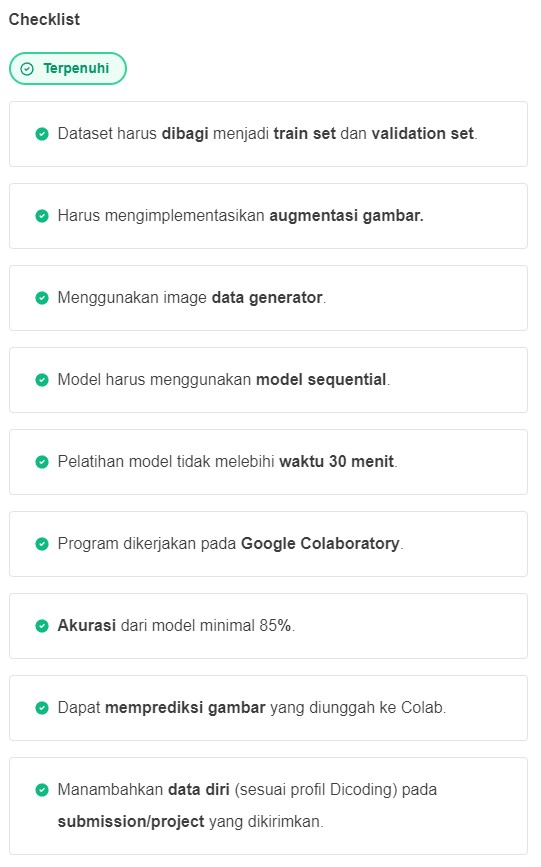 Checklist
Terpenuhi
Dataset harus dibagi menjadi train set dan validation set.
Harus mengimplementasikan augmentasi gambar.
Menggunakan image data generator.
Model harus menggunakan model sequential.
Pelatihan model tidak melebihi waktu 30 menit.
Program dikerjakan pada Google Colaboratory.
Akurasi dari model minimal 85%.
Dapat memprediksi gambar yang diunggah ke Colab.
Manambahkan data diri (sesuai profil Dicoding) pada
submission/project yang dikirimkan.